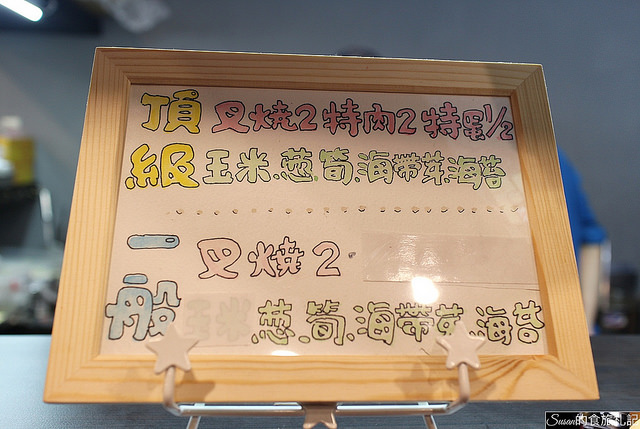 頂級
叉燒2特肉2特蛋1/2
玉米.蔥.筍.海帶芽.海苔
一般
叉燒2
蔥.筍.海帶芽.海苔
Susan的食旅札記